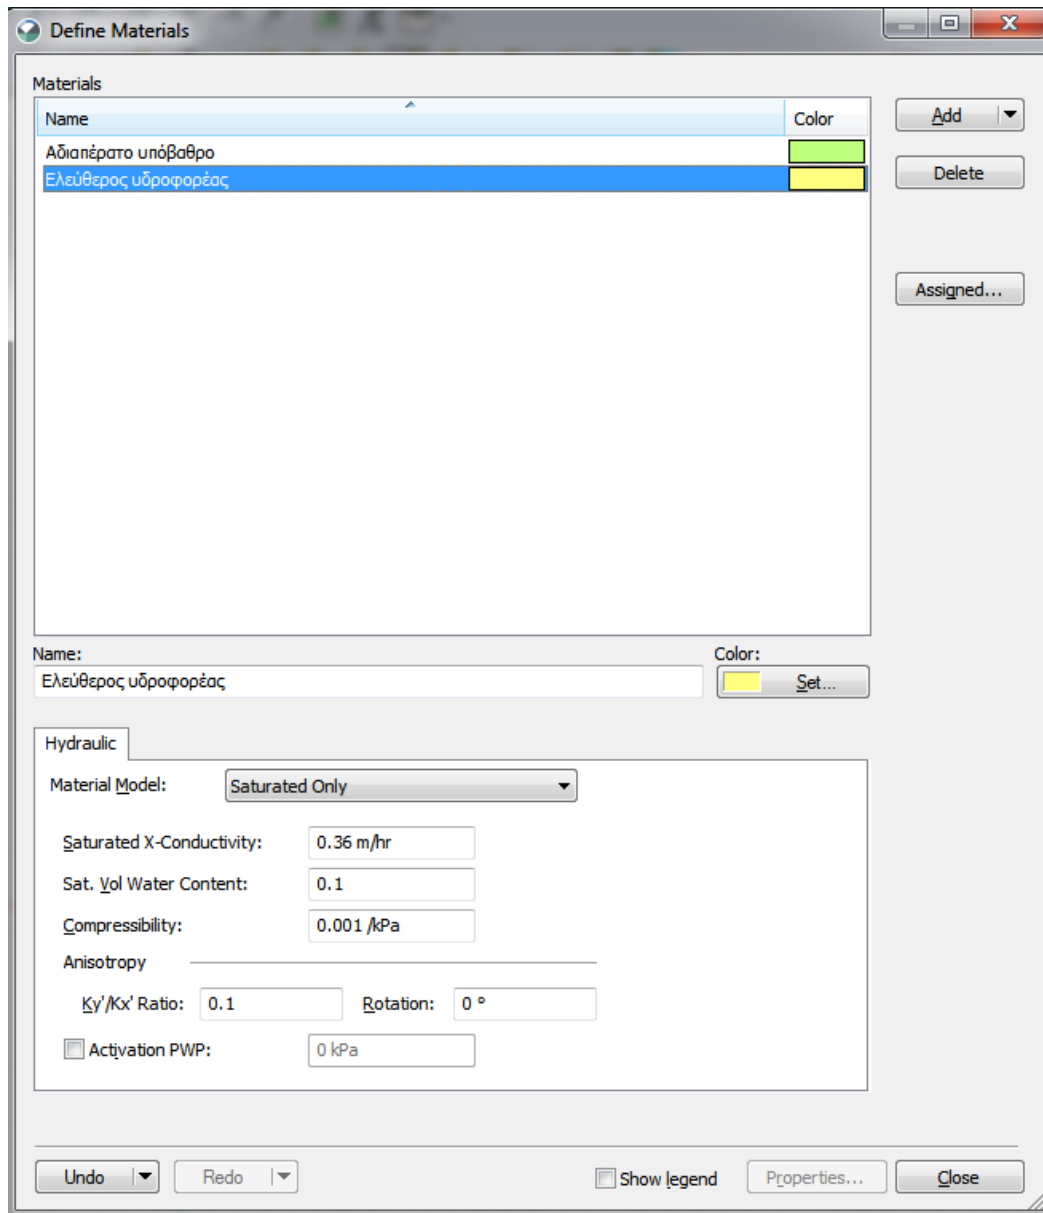 Define Materials
Materials
Name Color
Αδιαπέρατο υπόβαθρο
Ελεύθερος υδροφορέας
Add
Delete
Assigned...
Name: Color:
Ελεύθερος υδροφορέας Set...
Hydraulic
Material Model: Saturated Only
Saturated X-Conductivity: 0.36 m/hr
Sat. Vol Water Content: 0.1
Compressibility: 0.001 /kPa
Anisotropy
Ky'/Kx' Ratio: 0.1 Rotation: 0 °
Activation PWP: 0 kPa
Undo Redo Show legend Properties... Close